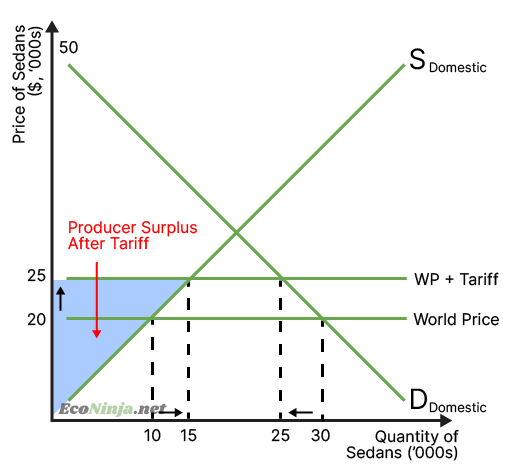 Price of Sedans
($, ‘000s)
50
S Domestic
Producer Surplus
After Tariff
25
WP + Tariff
20
World Price
EcoNinja.net
D Domestic
10 15 25 30
Quantity of
Sedans (’000s)